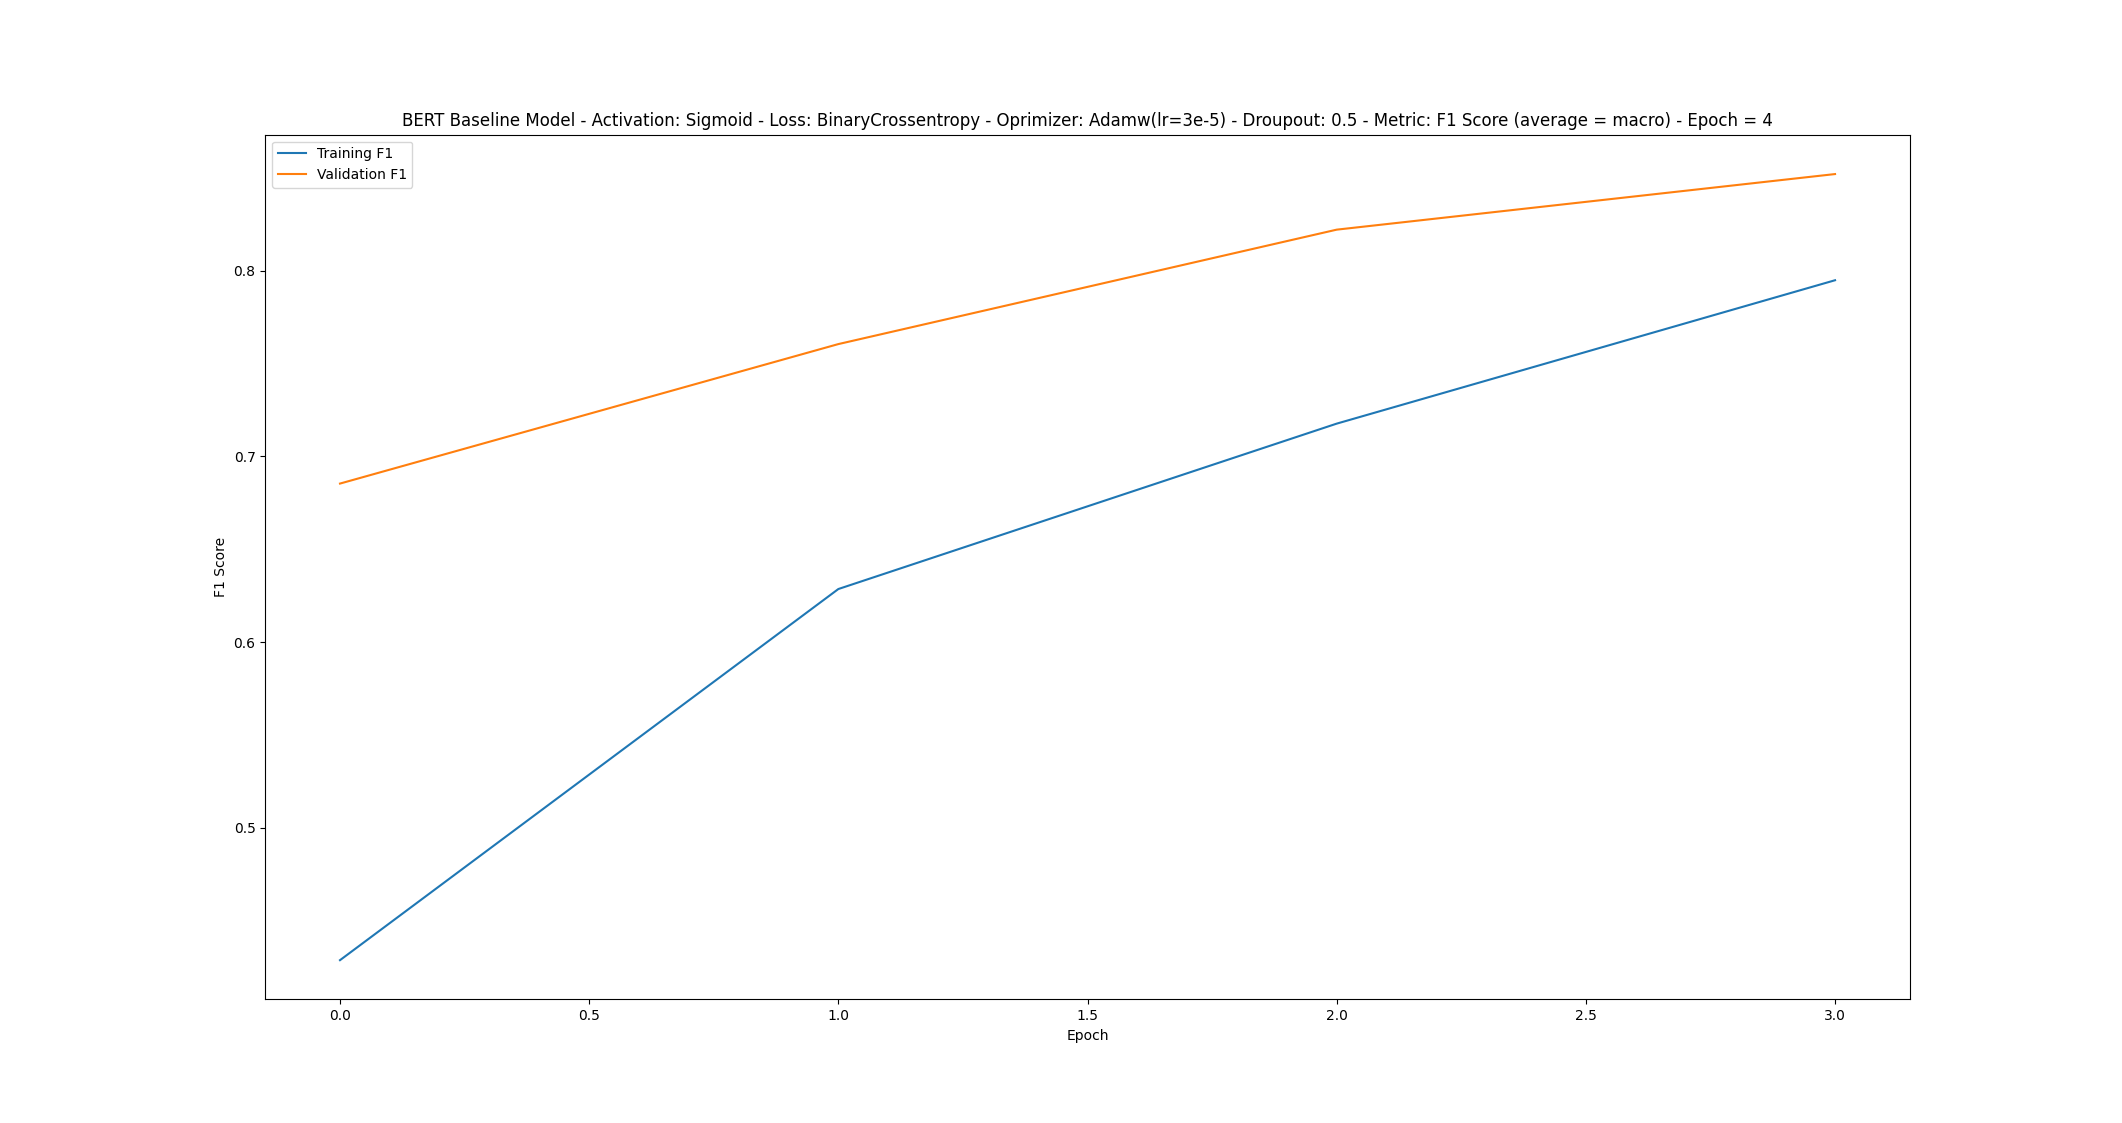 BERT Baseline Model - Activation: Sigmoid - Loss: BinaryCrossentropy - Oprimizer: Adamw(lr=3e-5) - Droupout: 0.5 - Metric: F1 Score (average = macro) - Epoch = 4
Training F1
Validation F1
0.8
0.7
0.6
0.5
F1 Score
0.0 0.5 1.0 1.5 2.0 2.5 3.0
Epoch